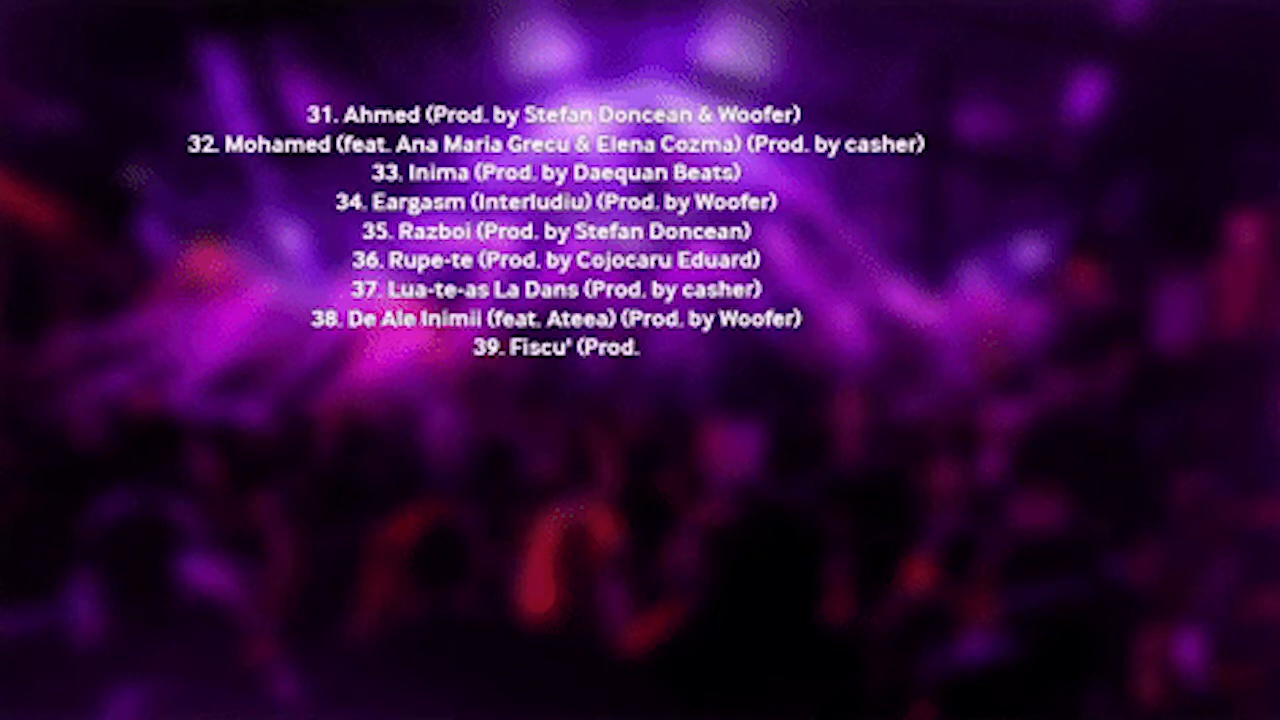 31. Ahmed (Prod. by Stefan Doncean & Woofer)
32. Mohamed (feat. Ana Maria Grecu & Elena Cozma) (Prod. by casher)
33. Inima (Prod. by Daequan Beats)
34. Eargasm (Interludiu) (Prod. by Woofer)
35. Razboi (Prod. by Stefan Doncean)
36. Rupe-te (Prod. by Cojocaru Eduard)
37. Lua-te-as La Dans (Prod. by casher)
38. De Ale Inimii (feat. Ateea) (Prod. by Woofer)
39. Fiscu' (Prod.